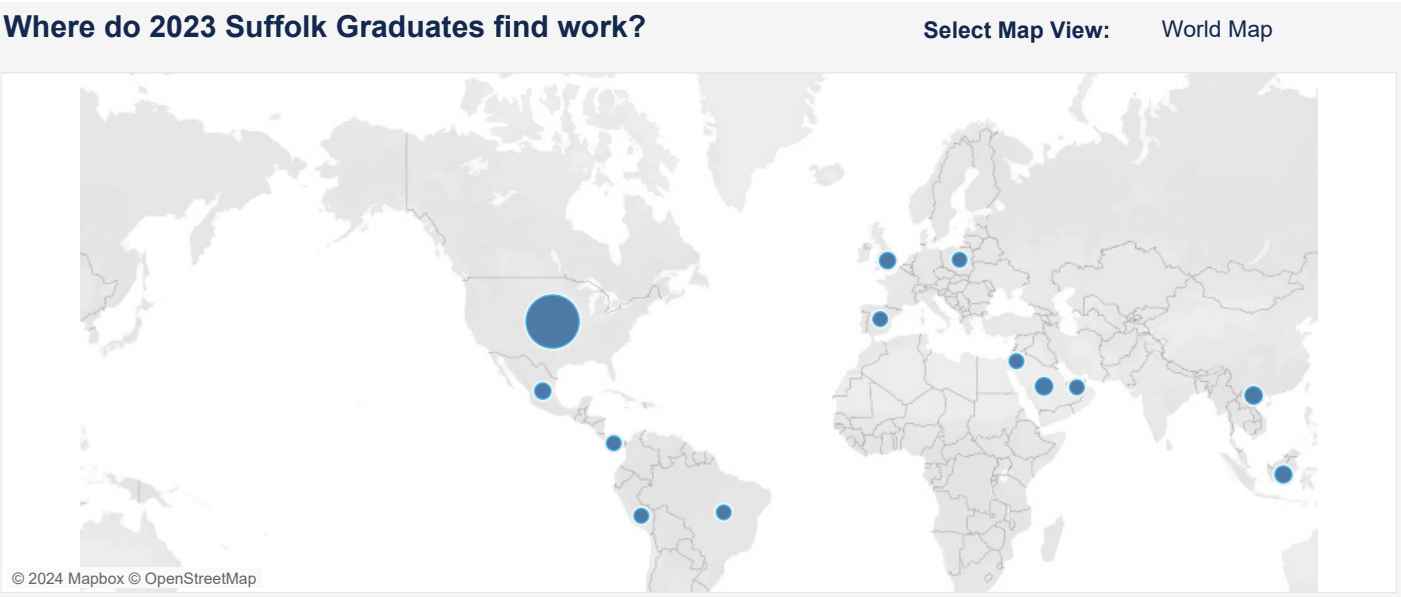 Where do 2023 Suffolk Graduates find work?
Select Map View: World Map
© 2024 Mapbox © OpenStreetMap